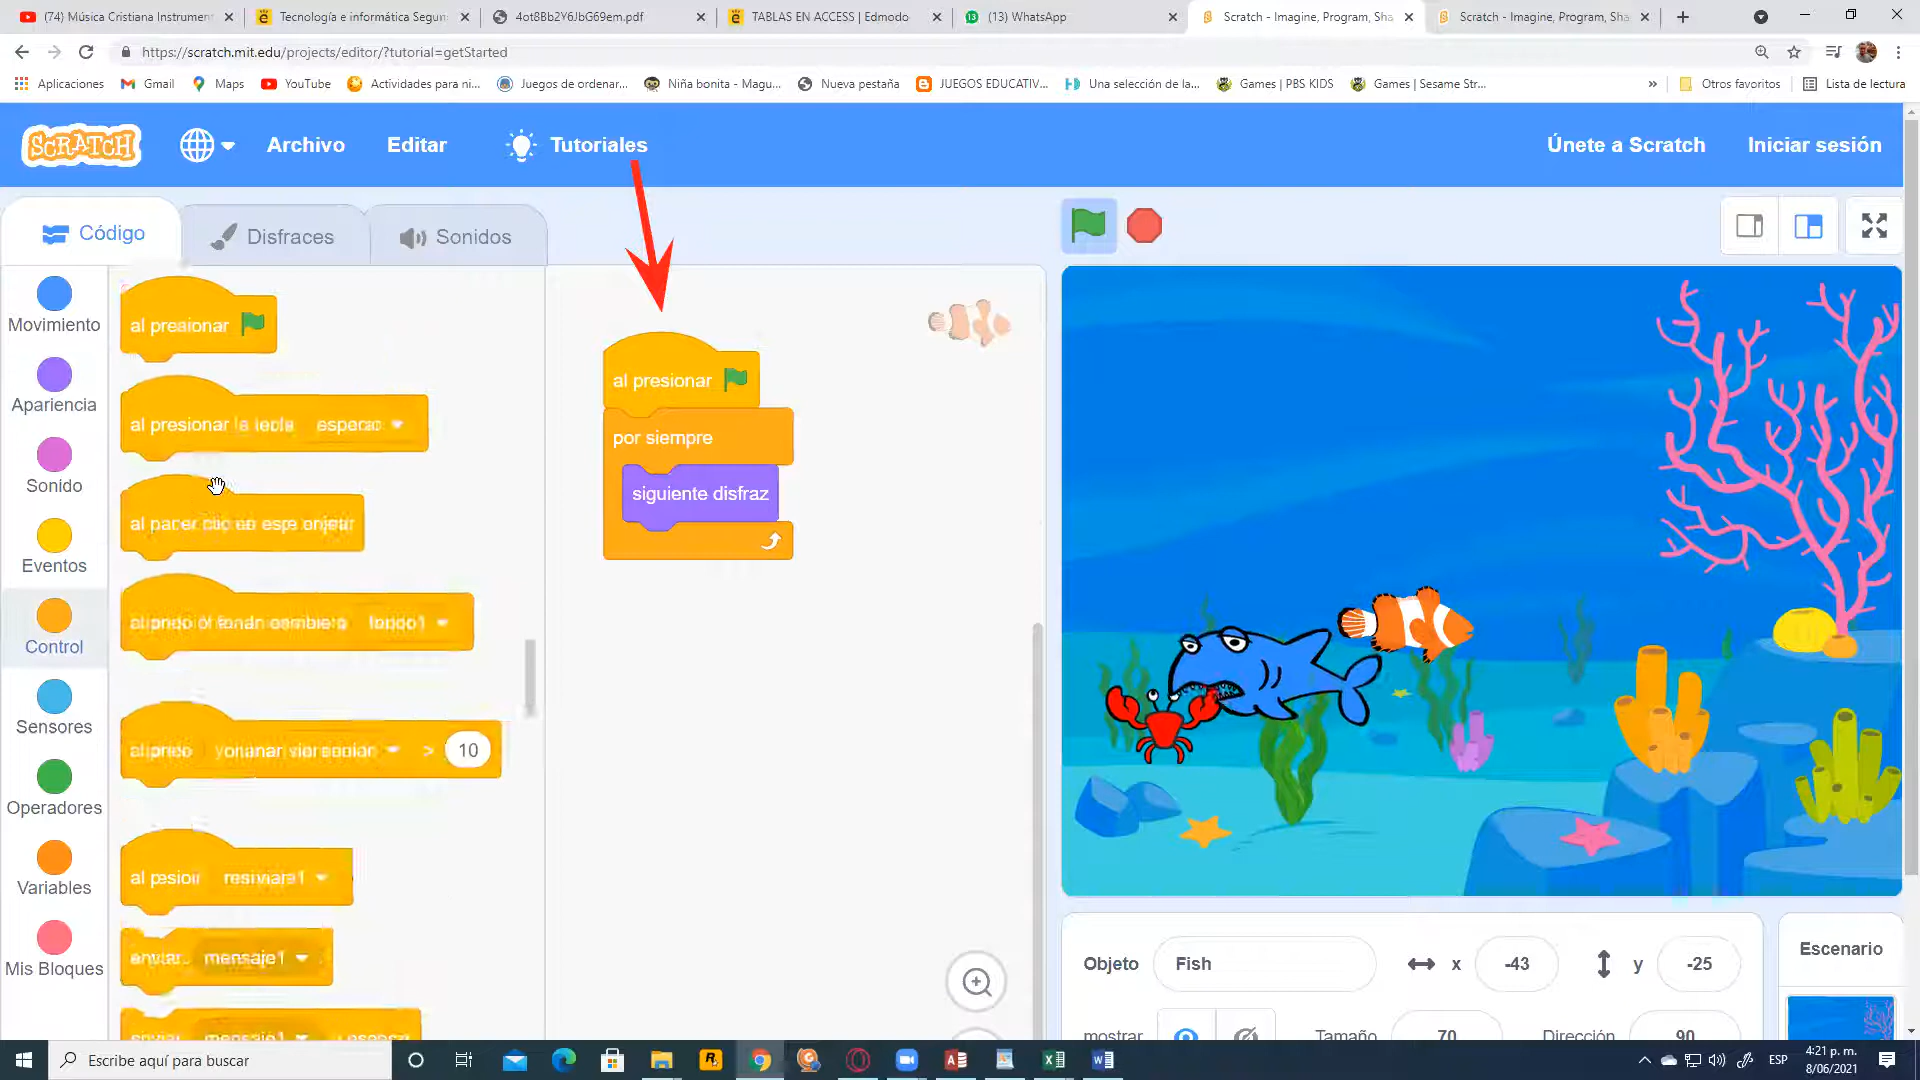 (74) Música Cristiana Instrument
Tecnología e informática Segun
4ot8Bb2Y6JbG69em.pdf
TABLAS EN ACCESS | Edmodo
(13) WhatsApp
Scratch - Imagine, Program, Sha
Scratch - Imagine, Program, Sha
https://scratch.mit.edu/projects/editor/?tutorial=getStarted
Aplicaciones
Gmail
Maps
YouTube
Actividades para ni...
Juegos de ordenar...
Niña bonita - Magu...
Nueva pestaña
JUEGOS EDUCATIV...
Una selección de la...
Games | PBS KIDS
Games | Sesame Str...
»
Otros favoritos
Lista de lectura
SCRATCH
Archivo
Editar
Tutoriales
Únete a Scratch
Iniciar sesión
Código
Disfraces
Sonidos
Movimiento
Apariencia
Sonido
Eventos
Control
Sensores
Operadores
Variables
Mis Bloques
al presionar
al presionar
> 10
mensaje1
al presionar
por siempre
siguiente disfraz
Objeto
Fish
x
-43
y
-25
mostrar
Tamaño
70
Dirección
90
Escenario
Escribe aquí para buscar
ESP
4:21 p. m.
8/06/2021